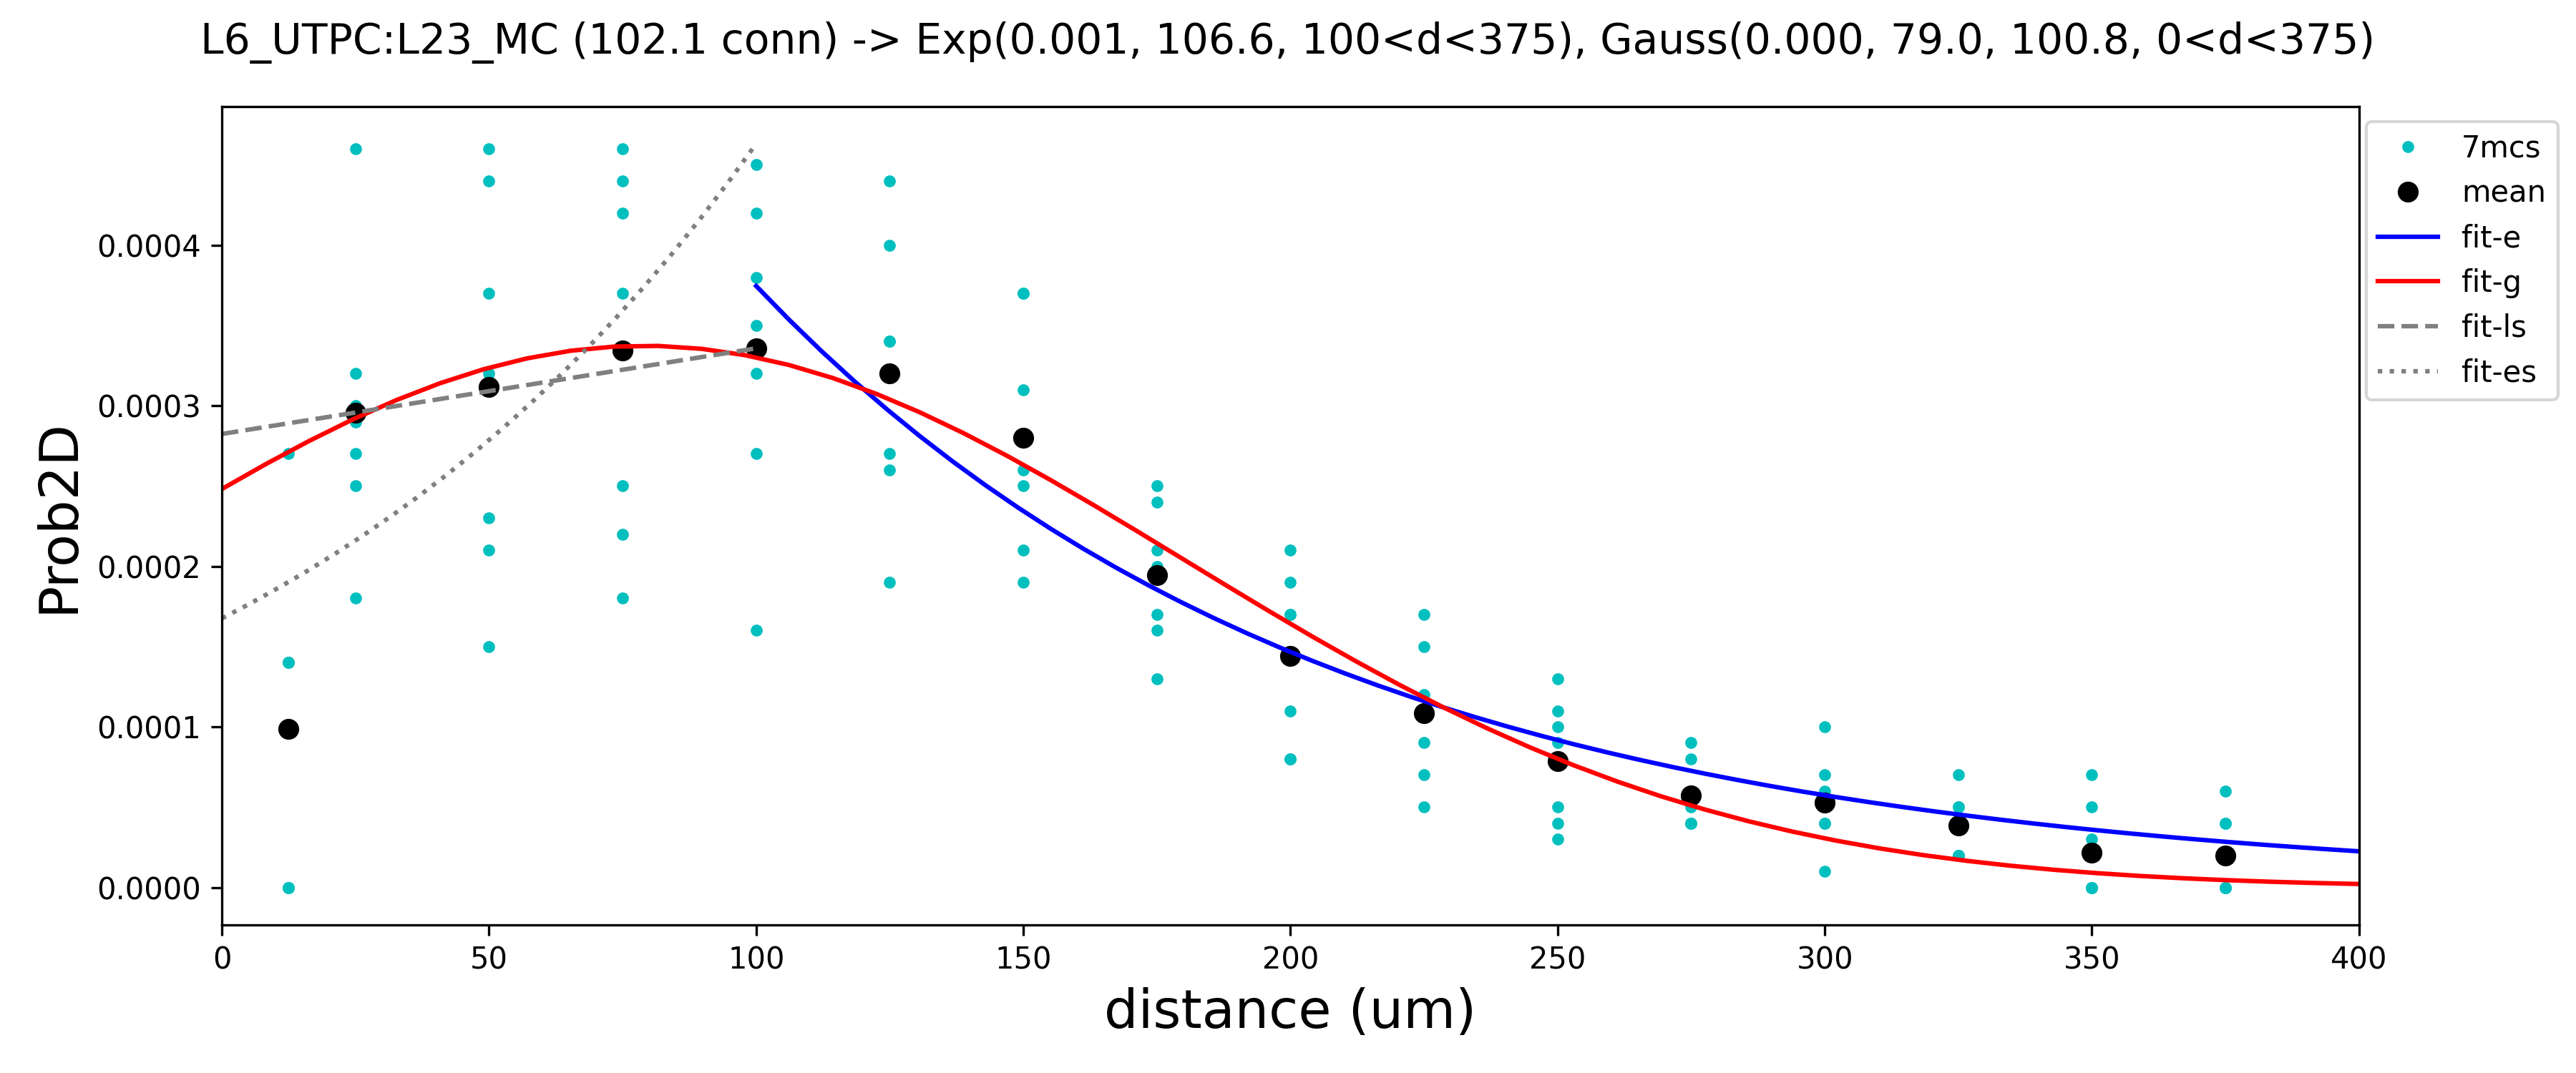 L6_UTPC:L23_MC (102.1 conn) -> Exp(0.001, 106.6, 100<d<375), Gauss(0.000, 79.0, 100.8, 0<d<375)
7mcs
mean
fit-e
fit-g
fit-ls
fit-es
Prob2D
0.0004
0.0003
0.0002
0.0001
0.0000
0 50 100 150 200 250 300 350 400
distance (um)